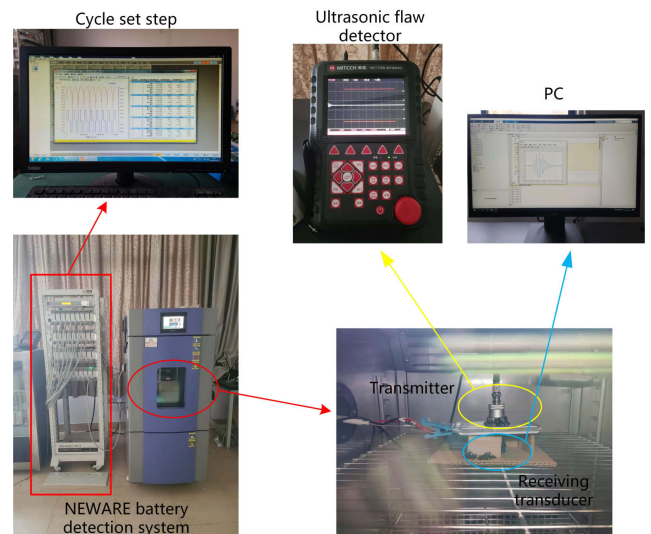 Cycle set step
Ultrasonic flaw
detector
PC
MITECH
Transmitter
Receiving
transducer
NEWARE battery
detection system